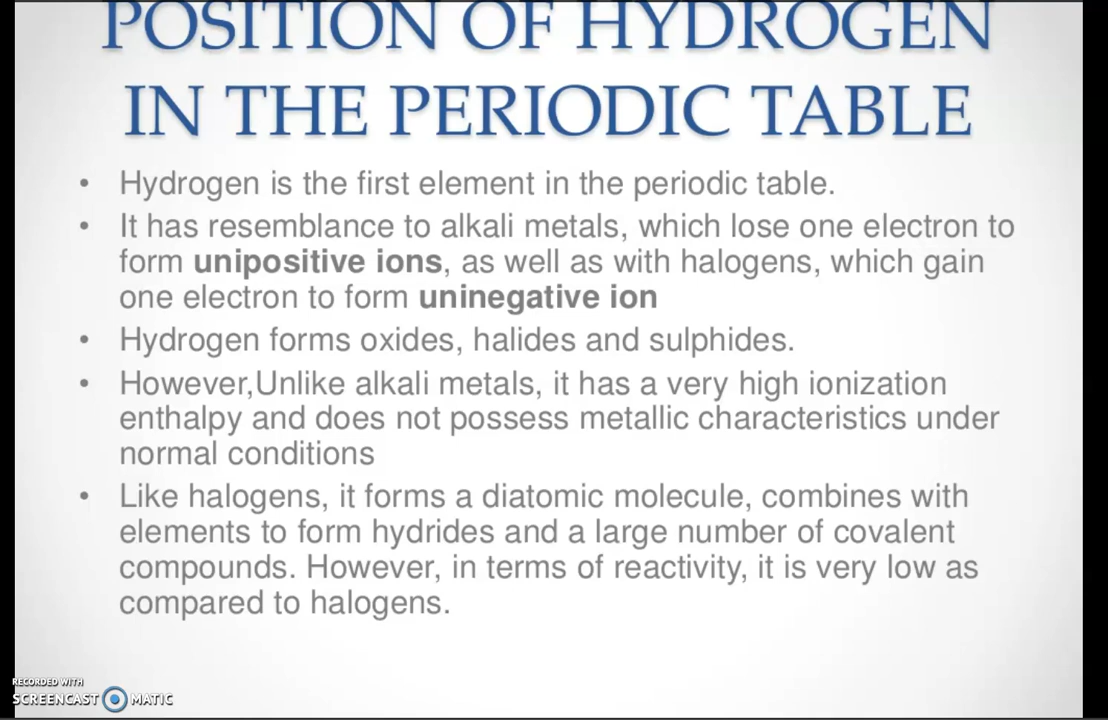 POSITION OF HYDROGEN
IN THE PERIODIC TABLE
• Hydrogen is the first element in the periodic table.
• It has resemblance to alkali metals, which lose one electron to
form unipositive ions, as well as with halogens, which gain
one electron to form uninegative ion
• Hydrogen forms oxides, halides and sulphides.
• However,Unlike alkali metals, it has a very high ionization
enthalpy and does not possess metallic characteristics under
normal conditions
• Like halogens, it forms a diatomic molecule, combines with
elements to form hydrides and a large number of covalent
compounds. However, in terms of reactivity, it is very low as
compared to halogens.
RECORDED WITH
SCREENCAST MATIC